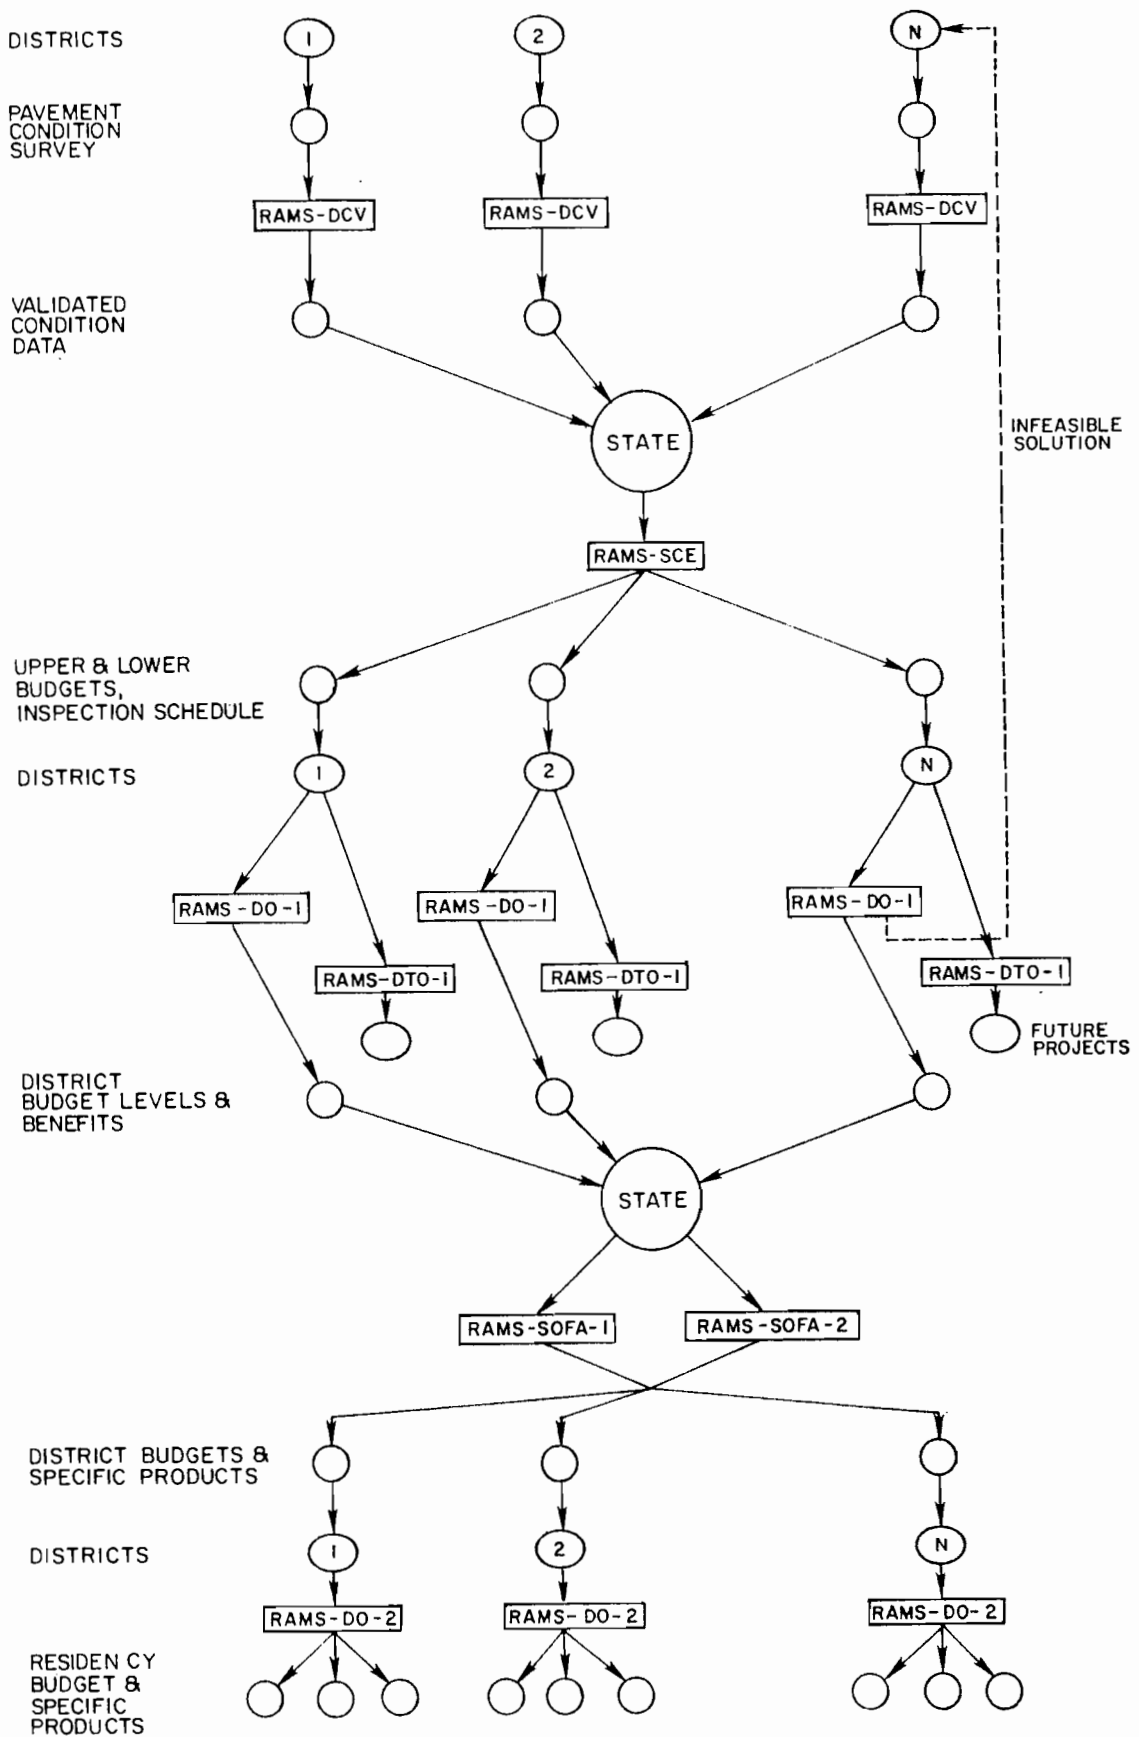 DISTRICTS
1
2
N
PAVEMENT
CONDITION
SURVEY
RAMS-DCV
RAMS-DCV
RAMS-DCV
VALIDATED
CONDITION
DATA
STATE
INFEASIBLE
SOLUTION
RAMS-SCE
UPPER & LOWER
BUDGETS,
INSPECTION SCHEDULE
DISTRICTS
1
2
N
RAMS-DO-1
RAMS-DO-1
RAMS-DO-1
RAMS-DTO-1
RAMS-DTO-1
RAMS-DTO-1
FUTURE
PROJECTS
DISTRICT
BUDGET LEVELS &
BENEFITS
STATE
RAMS-SOFA-1
RAMS-SOFA-2
DISTRICT BUDGETS &
SPECIFIC PRODUCTS
DISTRICTS
1
2
N
RAMS-DO-2
RAMS-DO-2
RAMS-DO-2
RESIDENCY
BUDGET &
SPECIFIC
PRODUCTS